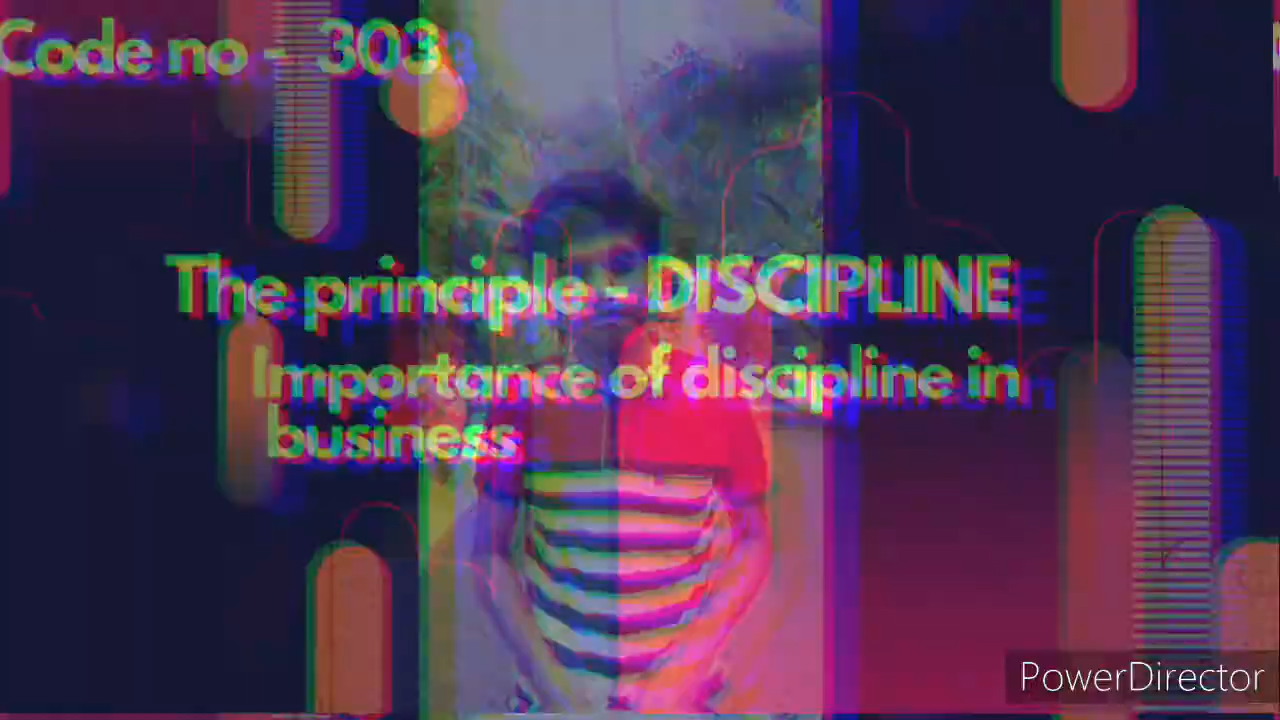 Code no - 303
The principle - DISCIPLINE
Importance of discipline in
business
PowerDirector